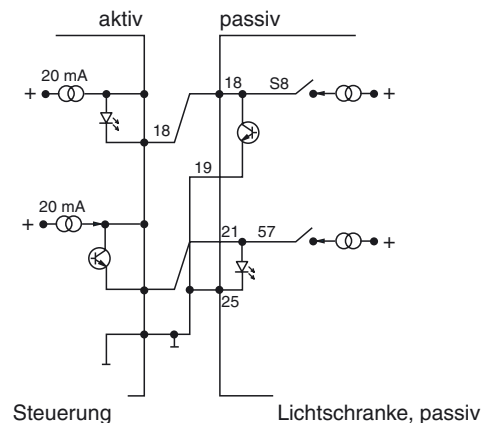 aktiv passiv
20 mA 18 S8
+ +
18
19
20 mA 21 57
+ +
25
Steuerung Lichtschranke, passiv